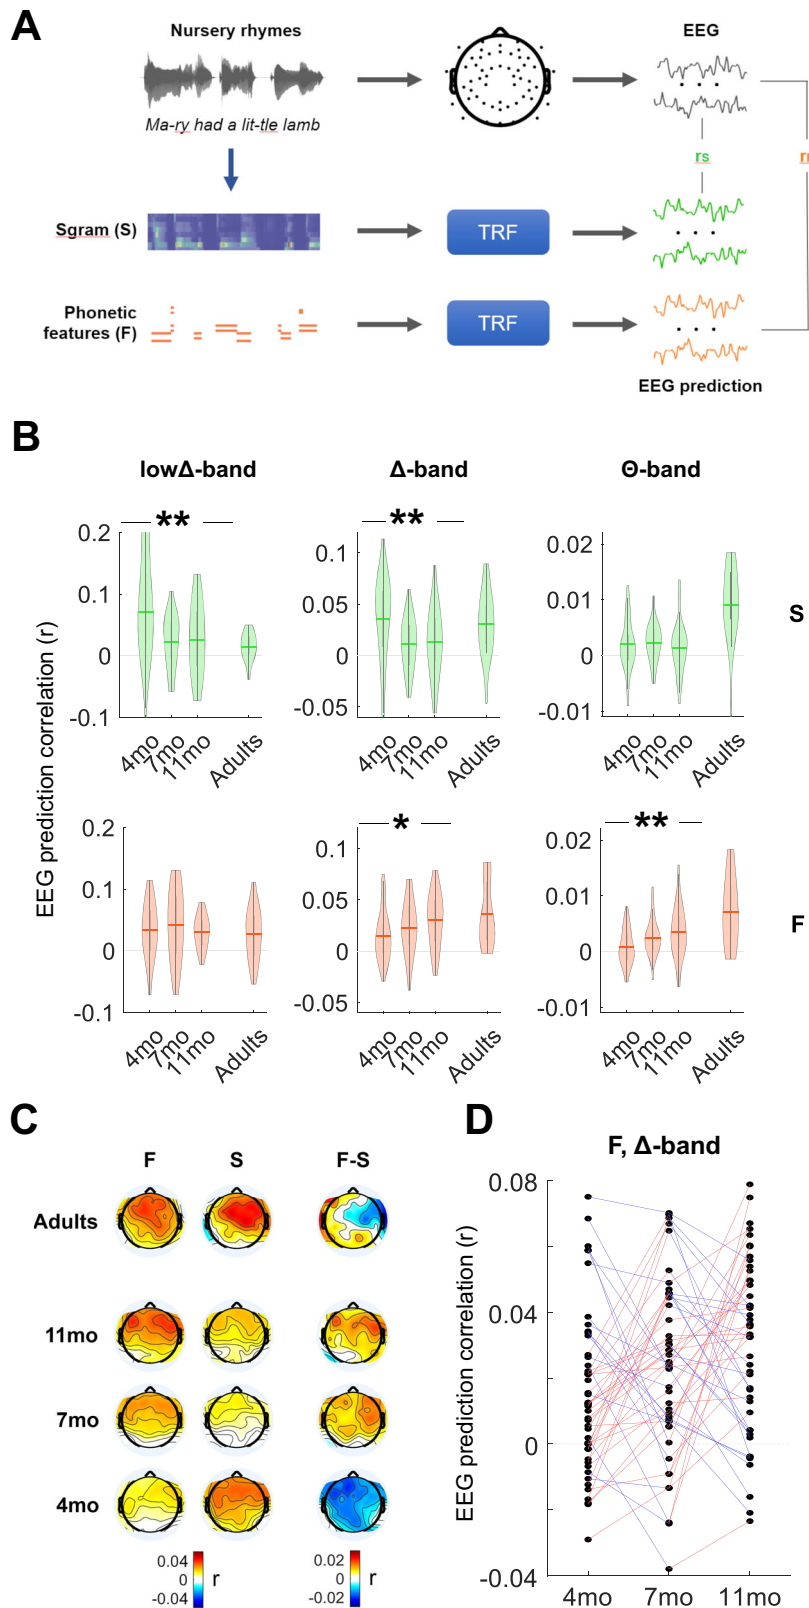 A
Nursery rhymes
EEG
Ma-ry had a lit-tle lamb
rs
Sgram (S)
TRF
Phonetic
features (F)
TRF
EEG prediction
B
lowΔ-band
Δ-band
Θ-band
EEG prediction correlation (r)
**
0.2
0.1
0
-0.1
4mo
7mo
11mo
Adults
**
0.1
0.05
0
-0.05
4mo
7mo
11mo
Adults
0.02
0.01
0
-0.01
4mo
7mo
11mo
Adults
S
0.2
0.1
0
-0.1
4mo
7mo
11mo
Adults
*
0.1
0.05
0
-0.05
4mo
7mo
11mo
Adults
**
0.02
0.01
0
-0.01
4mo
7mo
11mo
Adults
F
C
F S F-S
Adults
11mo
7mo
4mo
0.04
0
-0.04
r
0.02
0
-0.02
r
D
F, Δ-band
EEG prediction correlation (r)
0.08
0.04
0
-0.04
4mo 7mo 11mo